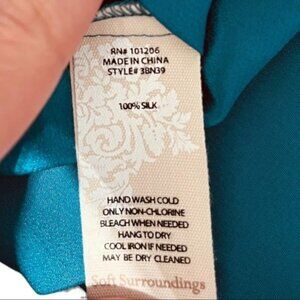 RN# 101206
MADE IN CHINA
STYLE# 3BN39
100% SILK
HAND WASH COLD
ONLY NON-CHLORINE
BLEACH WHEN NEEDED
HANG TO DRY
COOL IRON IF NEEDED
MAY BE DRY CLEANED
Soft Surroundings